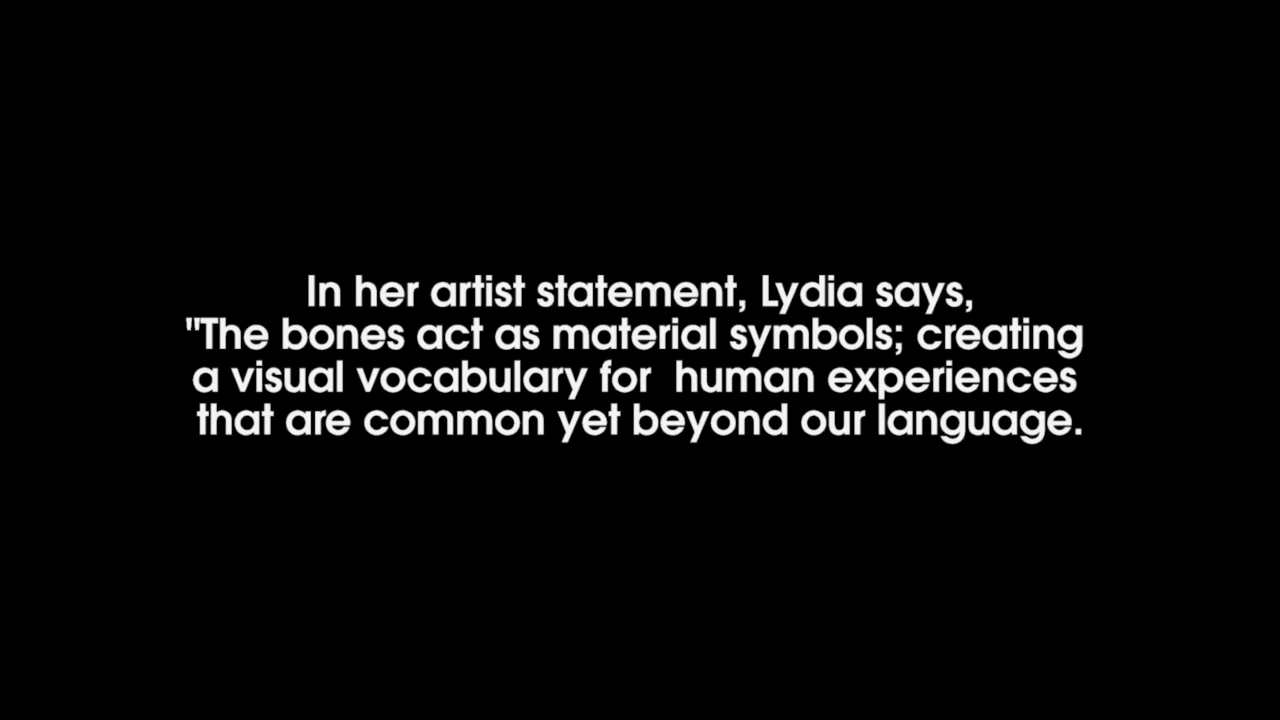 In her artist statement, Lydia says,
"The bones act as material symbols; creating
a visual vocabulary for  human experiences
that are common yet beyond our language.